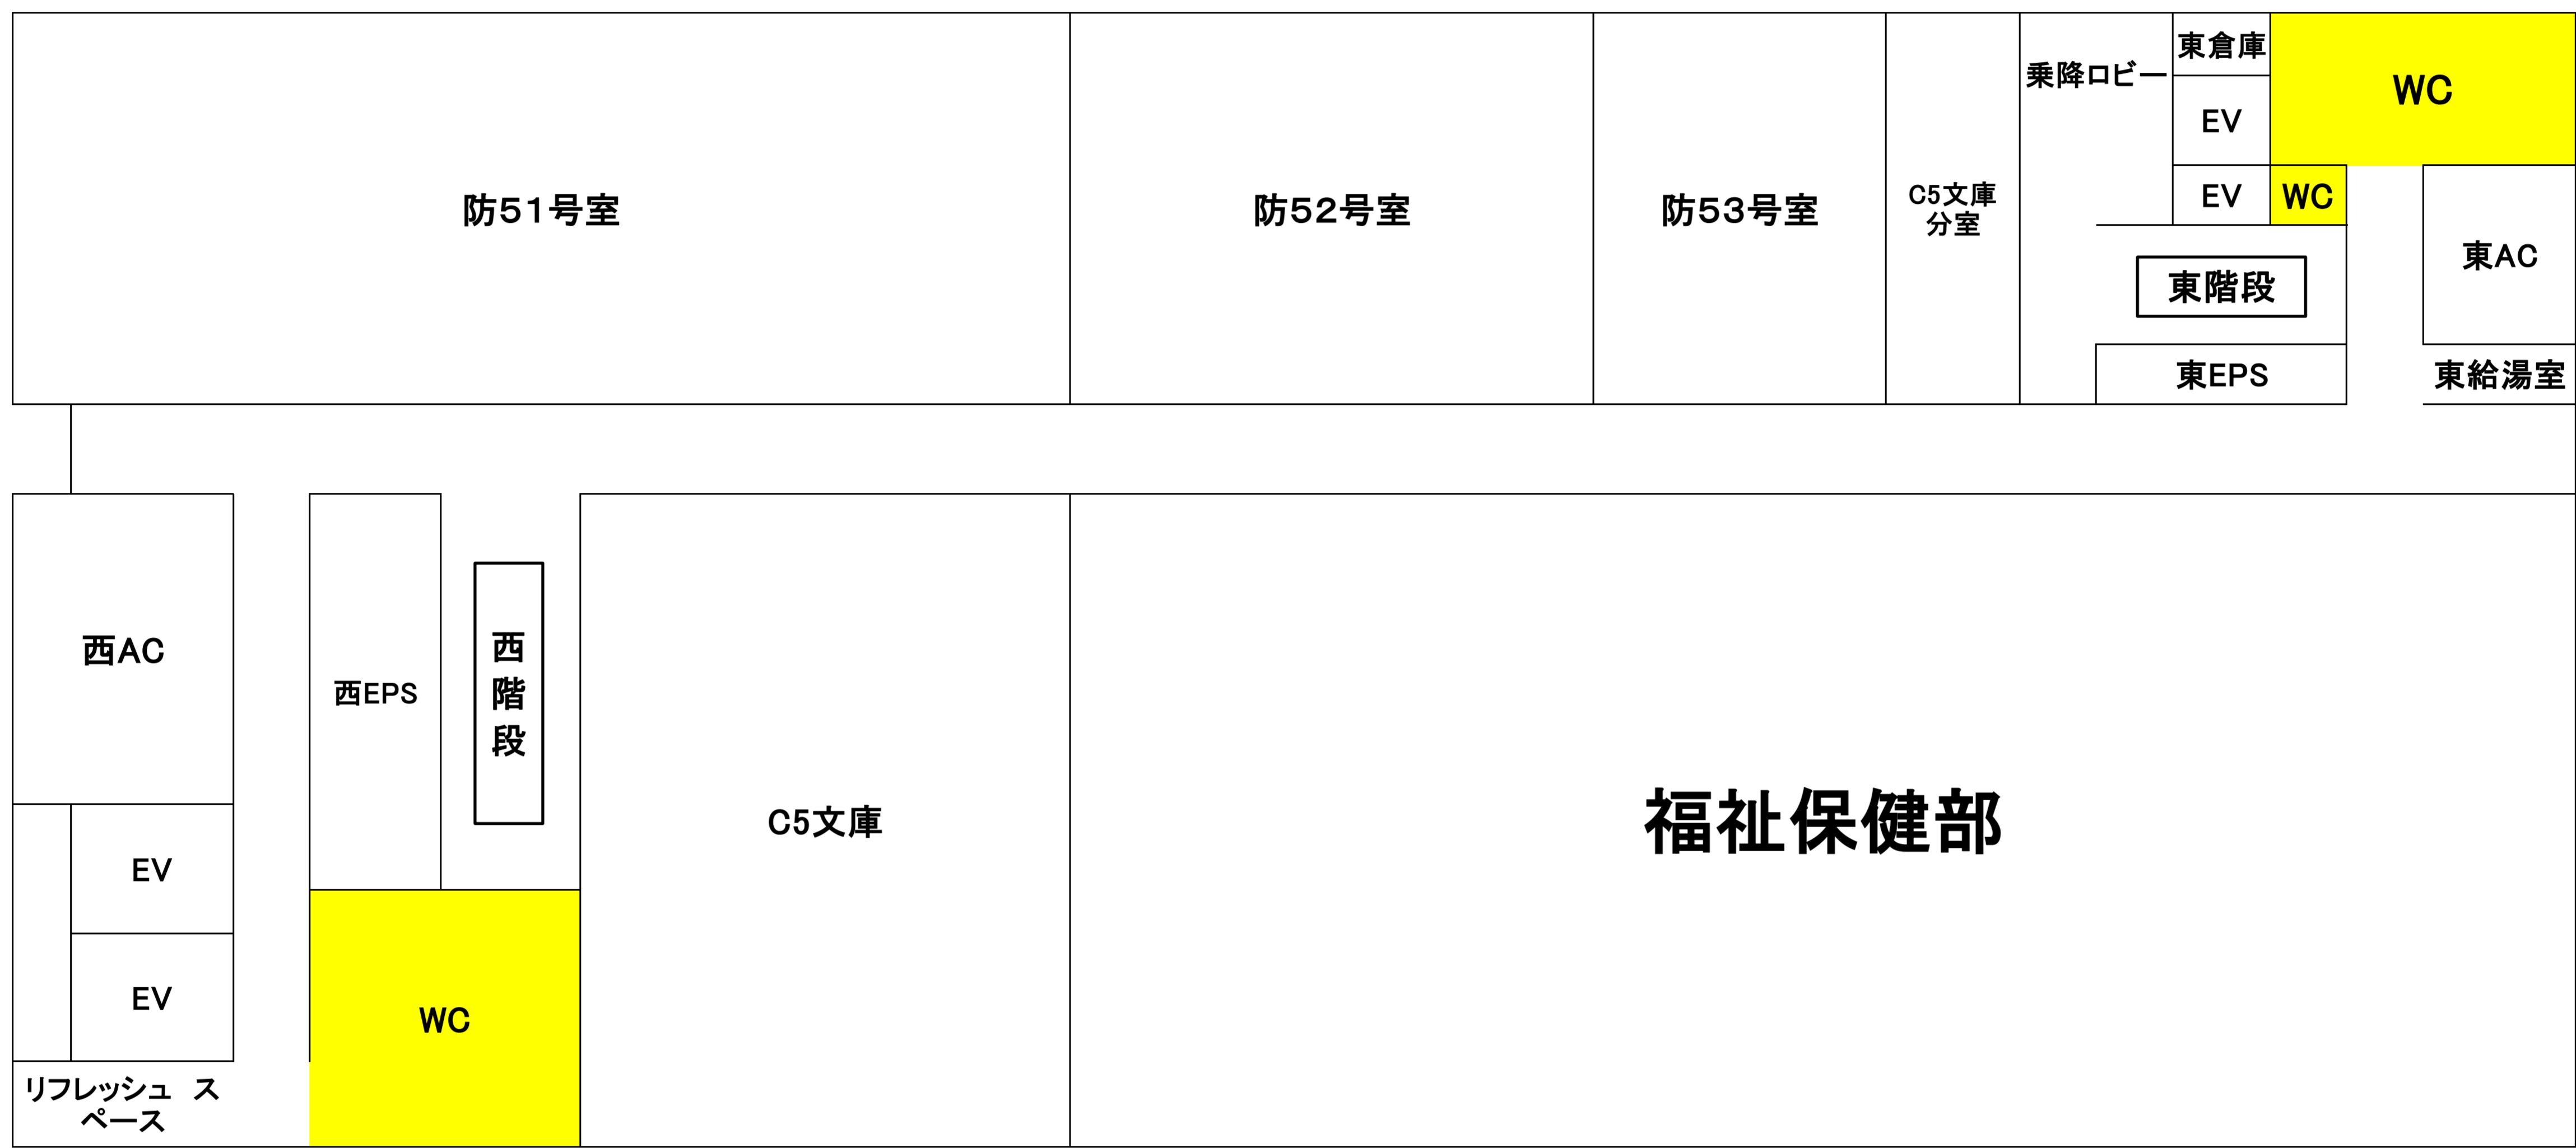 防51号室
防52号室
防53号室
C5文庫
分室
乗降ロビー
東倉庫
EV
EV
WC
WC
東AC
東階段
東EPS
東給湯室
西AC
西EPS
西階段
EV
EV
WC
リフレッシュ ス
ペース
C5文庫
福祉保健部